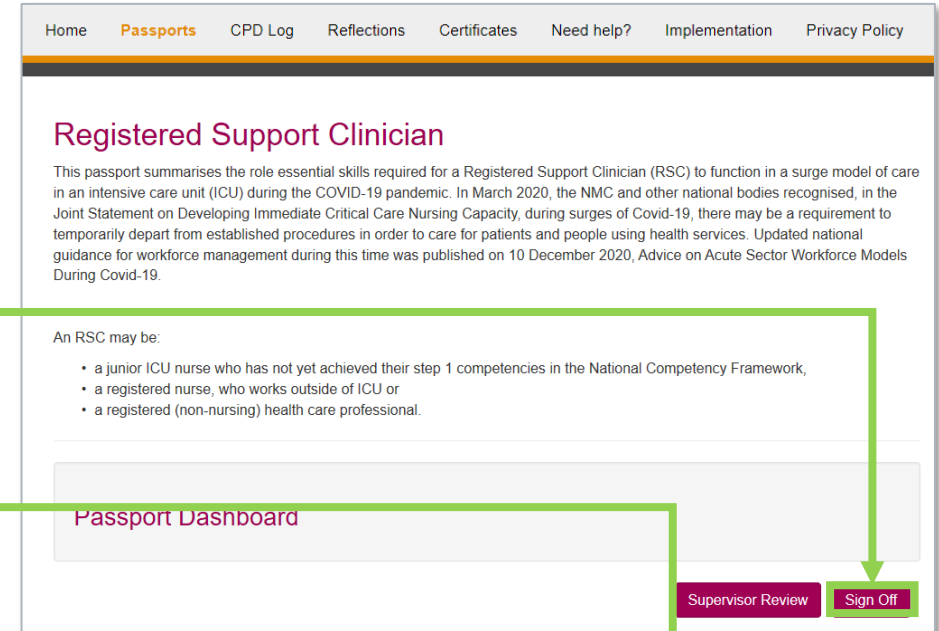 Home Passports CPD Log Reflections Certificates Need help? Implementation Privacy Policy
Registered Support Clinician
This passport summarises the role essential skills required for a Registered Support Clinician (RSC) to function in a surge model of care
in an intensive care unit (ICU) during the COVID-19 pandemic. In March 2020, the NMC and other national bodies recognised, in the
Joint Statement on Developing Immediate Critical Care Nursing Capacity, during surges of Covid-19, there may be a requirement to
temporarily depart from established procedures in order to care for patients and people using health services. Updated national
guidance for workforce management during this time was published on 10 December 2020, Advice on Acute Sector Workforce Models
During Covid-19.
An RSC may be:
• a junior ICU nurse who has not yet achieved their step 1 competencies in the National Competency Framework,
• a registered nurse, who works outside of ICU or
• a registered (non-nursing) health care professional.
Passport Dashboard
Supervisor Review Sign Off